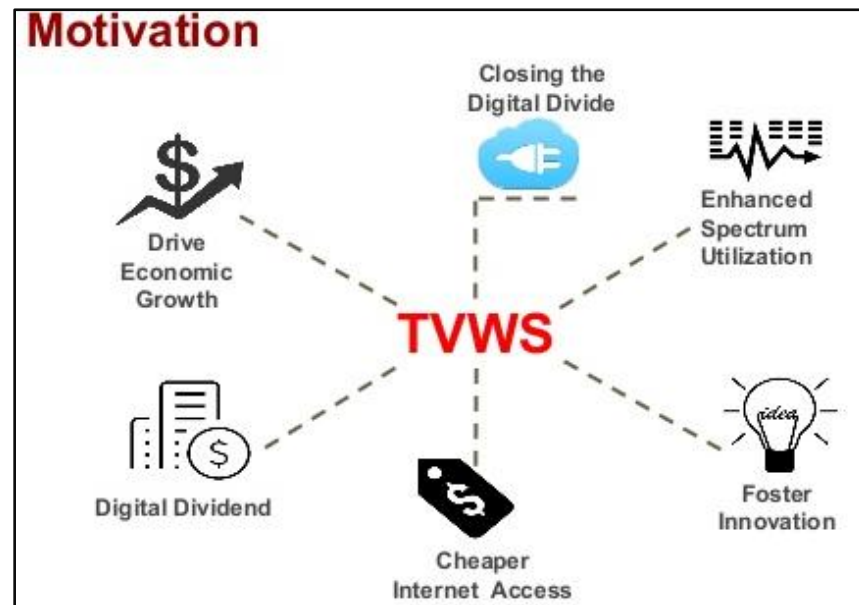 Motivation
Closing the
Digital Divide
$
Drive
Economic
Growth
Enhanced
Spectrum
Utilization
TVWS
$
Digital Dividend
$
Cheaper
Internet Access
idea
Foster
Innovation